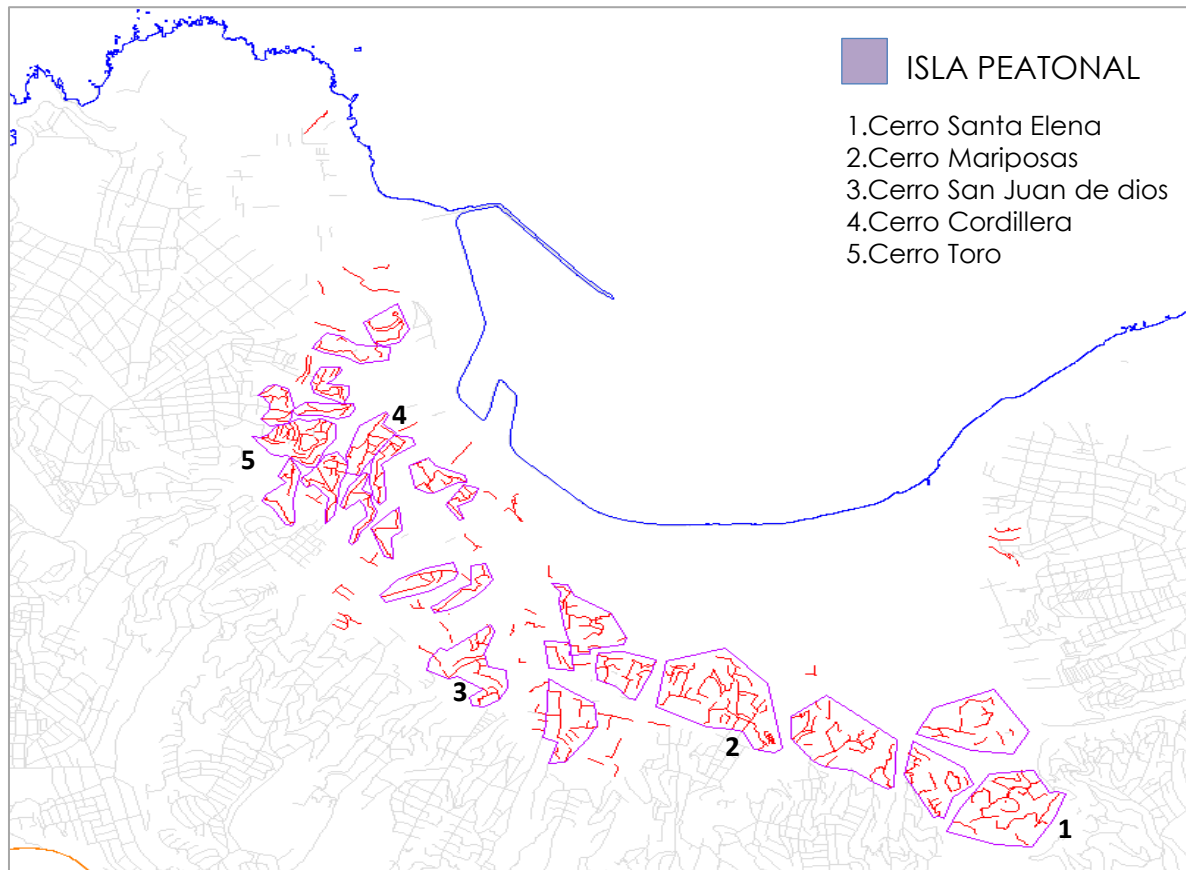 ISLA PEATONAL
1.Cerro Santa Elena
2.Cerro Mariposas
3.Cerro San Juan de dios
4.Cerro Cordillera
5.Cerro Toro
4
5
3
2
1